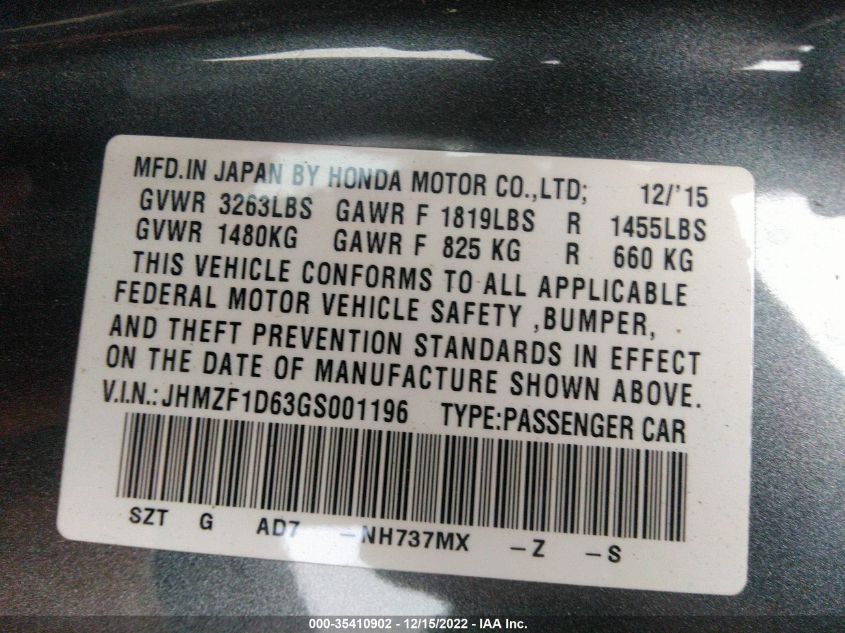 MFD.IN JAPAN BY HONDA MOTOR CO.,LTD; 12/'15
GVWR 3263LBS GAWR F 1819LBS R 1455LBS
GVWR 1480KG GAWR F 825 KG R 660 KG
THIS VEHICLE CONFORMS TO ALL APPLICABLE
FEDERAL MOTOR VEHICLE SAFETY ,BUMPER,
AND THEFT PREVENTION STANDARDS IN EFFECT
ON THE DATE OF MANUFACTURE SHOWN ABOVE.
V.I.N.:JHMZF1D63GS001196 TYPE:PASSENGER CAR
SZT G AD7 -NH737MX -Z -S
000-35410902 - 12/15/2022 - IAA Inc.